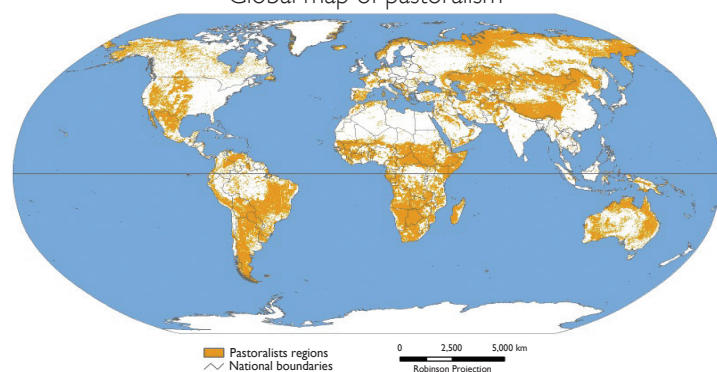 Global map of pastoralism
Pastoralists regions
National boundaries
0 2,500 5,000 km
Robinson Projection